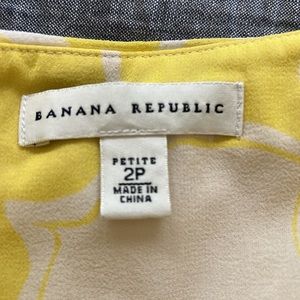 BANANA REPUBLIC
PETITE
2P
MADE IN
CHINA